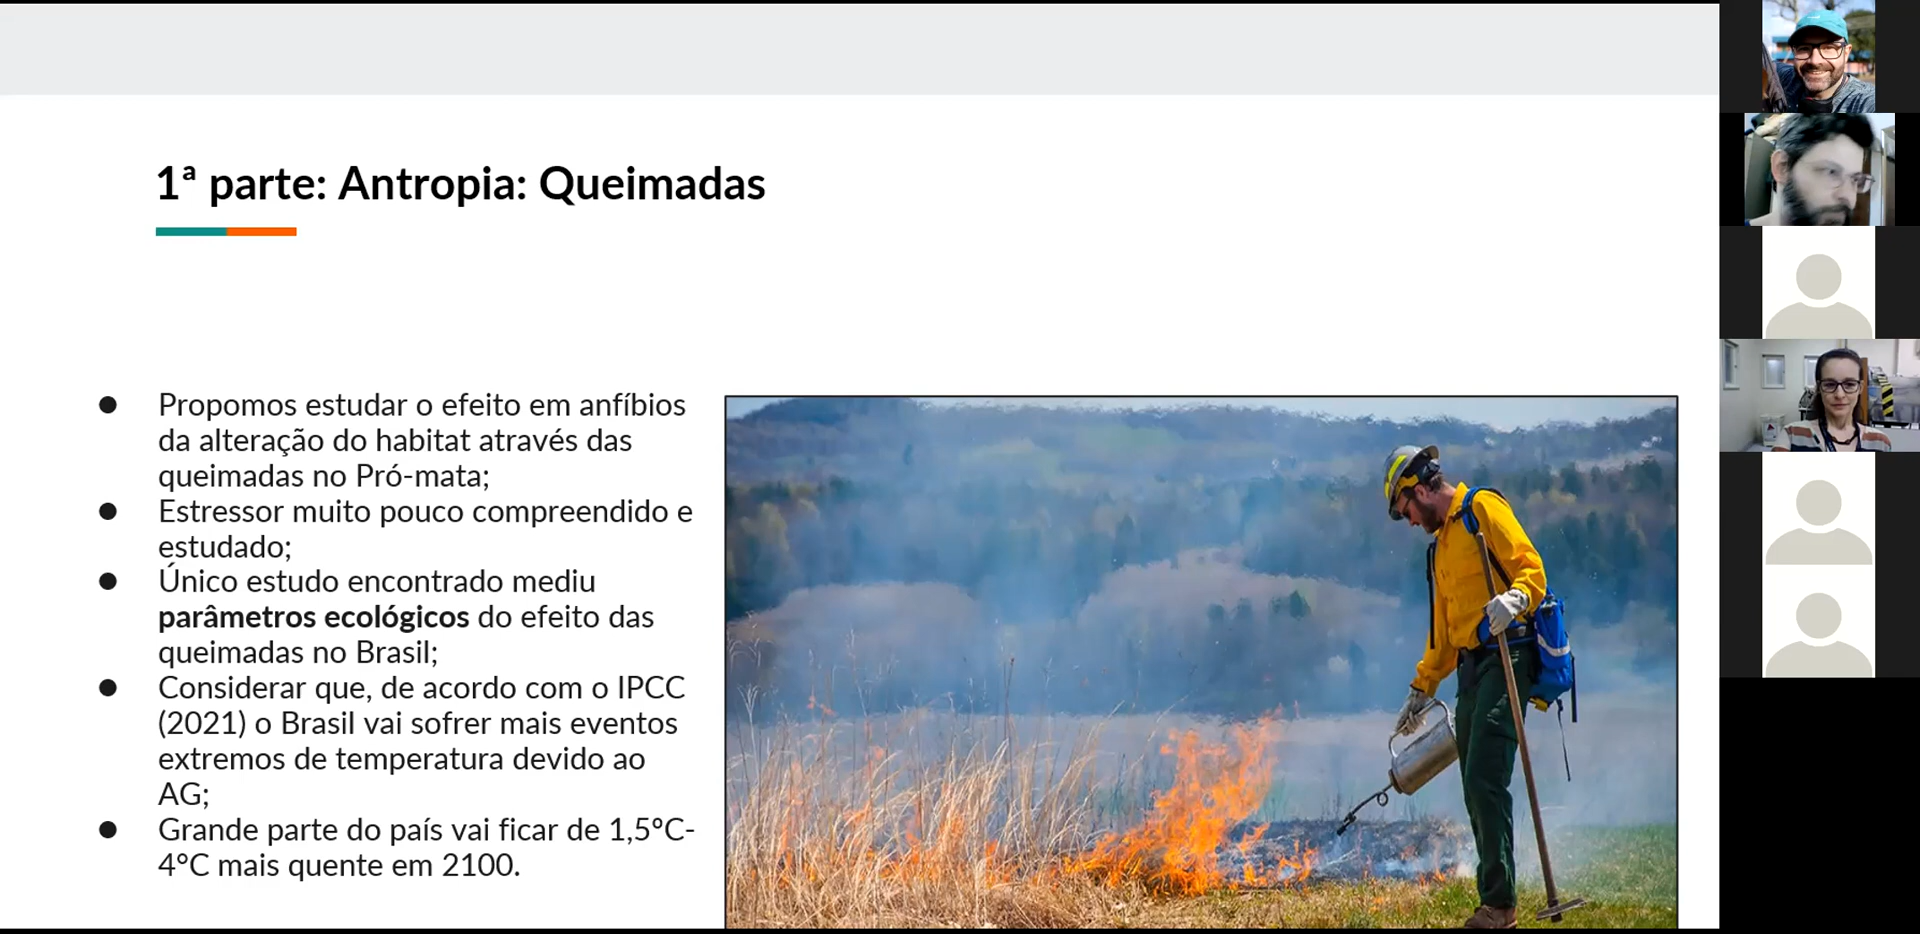 1ª parte: Antropia: Queimadas
● Propomos estudar o efeito em anfíbios
da alteração do habitat através das
queimadas no Pró-mata;
● Estressor muito pouco compreendido e
estudado;
● Único estudo encontrado mediu
parâmetros ecológicos do efeito das
queimadas no Brasil;
● Considerar que, de acordo com o IPCC
(2021) o Brasil vai sofrer mais eventos
extremos de temperatura devido ao
AG;
● Grande parte do país vai ficar de 1,5ºC-
4°C mais quente em 2100.